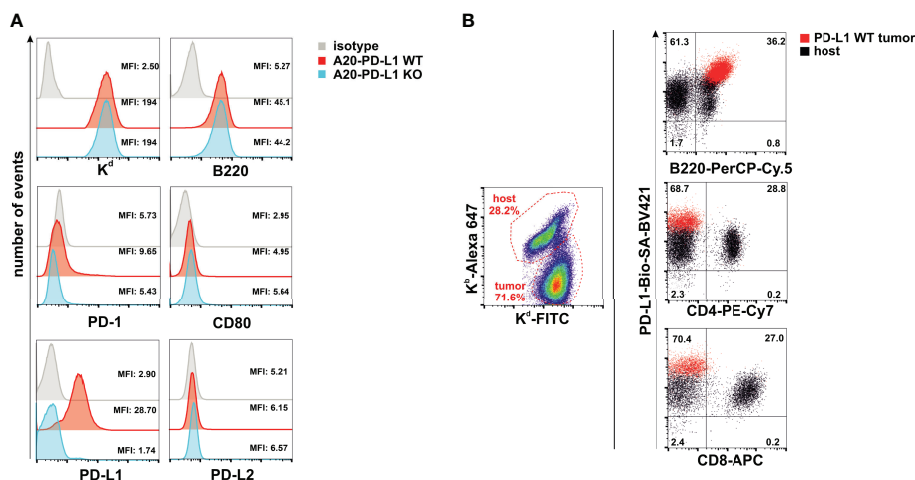 A
number of events
isotype
A20-PD-L1 WT
A20-PD-L1 KO
MFI: 2.50
MFI: 194
MFI: 194
Kd
MFI: 5.27
MFI: 45.1
MFI: 44.2
B220
MFI: 5.73
MFI: 9.65
MFI: 5.43
PD-1
MFI: 2.95
MFI: 4.95
MFI: 5.64
CD80
MFI: 2.90
MFI: 28.70
MFI: 1.74
PD-L1
MFI: 5.21
MFI: 6.15
MFI: 6.57
PD-L2
B
Kb-Alexa 647
host
28.2%
tumor
71.6%
Kd-FITC
PD-L1-Bio-SA-BV421
PD-L1 WT tumor
host
61.3 36.2
1.7 0.8
B220-PerCP-Cy.5
68.7 28.8
2.3 0.2
CD4-PE-Cy7
70.4 27.0
2.4 0.2
CD8-APC